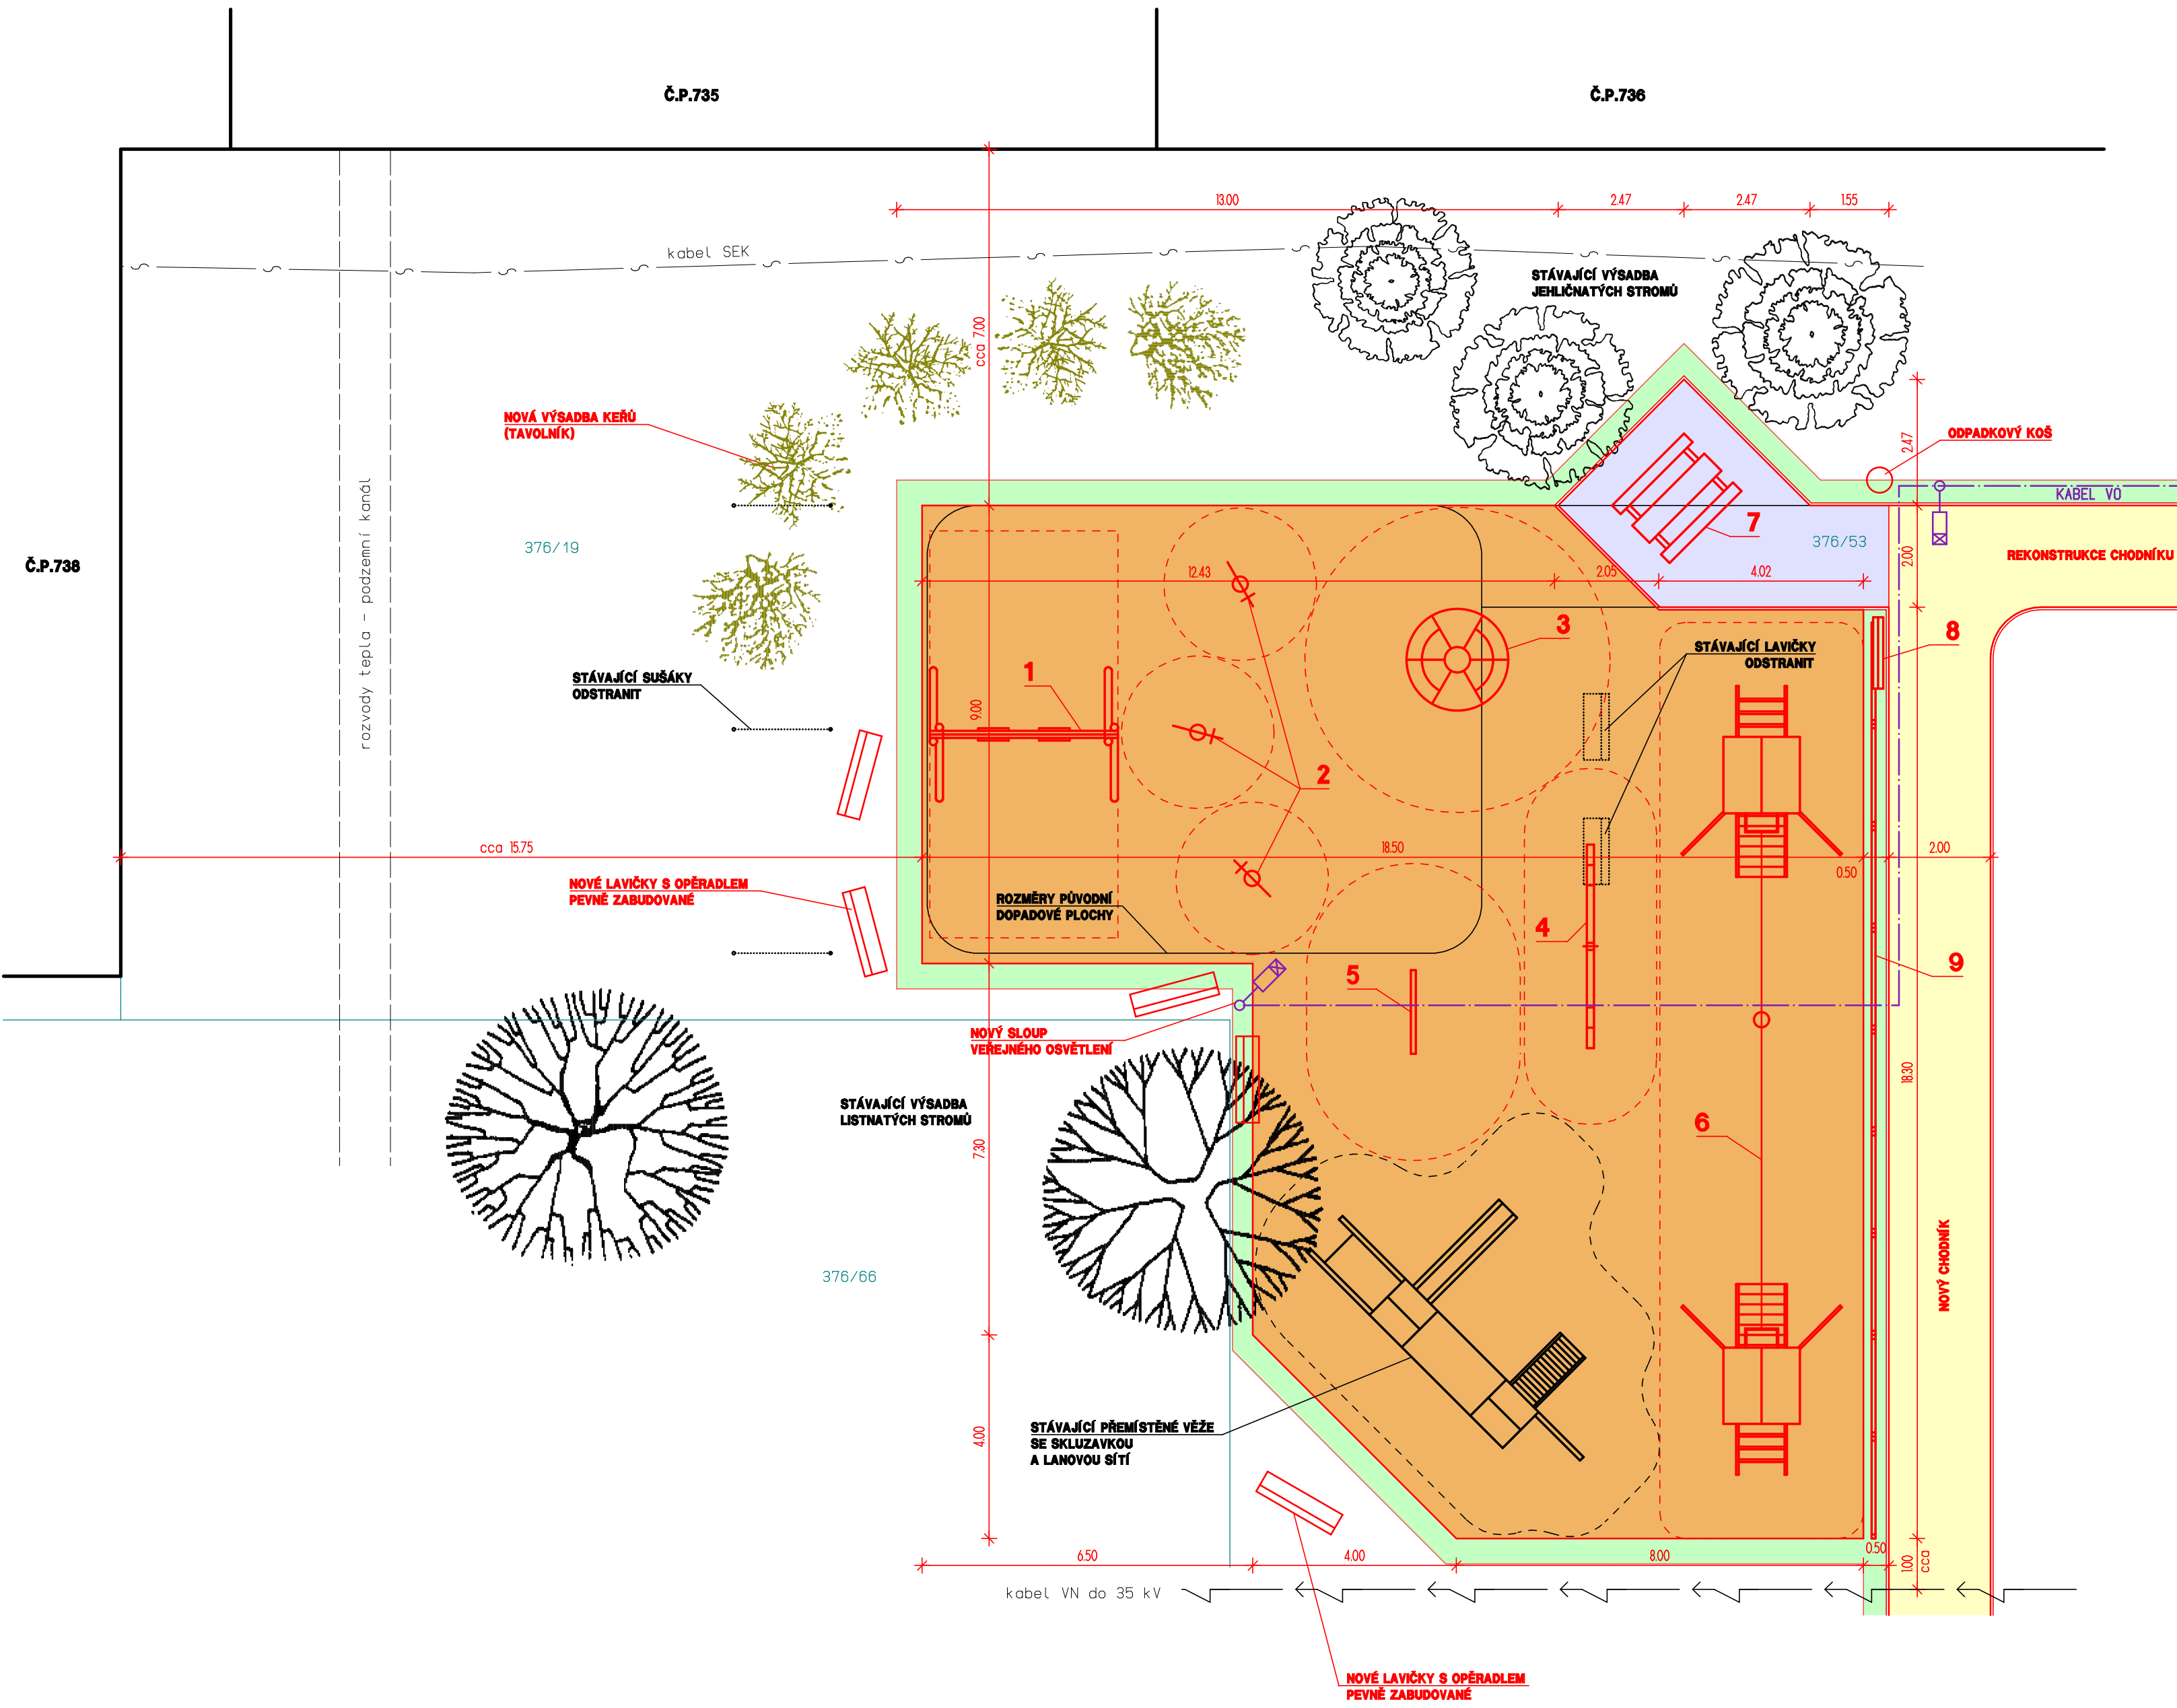 Č.P.735
Č.P.736
13.00
2.47
2.47
1.55
kabel SEK
STÁVAJÍCÍ VÝSADBA
JEHLIČNATÝCH STROMŮ
cca 7.00
NOVÁ VÝSADBA KEŘŮ
(TAVOLNÍK)
ODPADKOVÝ KOŠ
2.47
KABEL VO
7
376/19
376/53
REKONSTRUKCE CHODNÍKU
2.00
Č.P.738
rozvody tepla - podzemní kanál
12.43
2.05
4.02
3
8
STÁVAJÍCÍ LAVIČKY
ODSTRANIT
STÁVAJÍCÍ SUŠÁKY
ODSTRANIT
1
9.00
2
cca 15.75
18.50
2.00
0.50
NOVÉ LAVIČKY S OPĚRADLEM
PEVNĚ ZABUDOVANÉ
ROZMĚRY PŮVODNÍ
DOPADOVÉ PLOCHY
4
5
9
NOVÝ SLOUP
VEŘEJNÉHO OSVĚTLENÍ
18.30
STÁVAJÍCÍ VÝSADBA
LISTNATÝCH STROMŮ
7.30
6
376/66
NOVÝ CHODNÍK
STÁVAJÍCÍ PŘEMÍSTĚNÉ VĚŽE
SE SKLUZAVKOU
A LANOVOU SÍTÍ
4.00
6.50
4.00
8.00
0.50
1.00
cca
kabel VN do 35 kV
NOVÉ LAVIČKY S OPĚRADLEM
PEVNĚ ZABUDOVANÉ